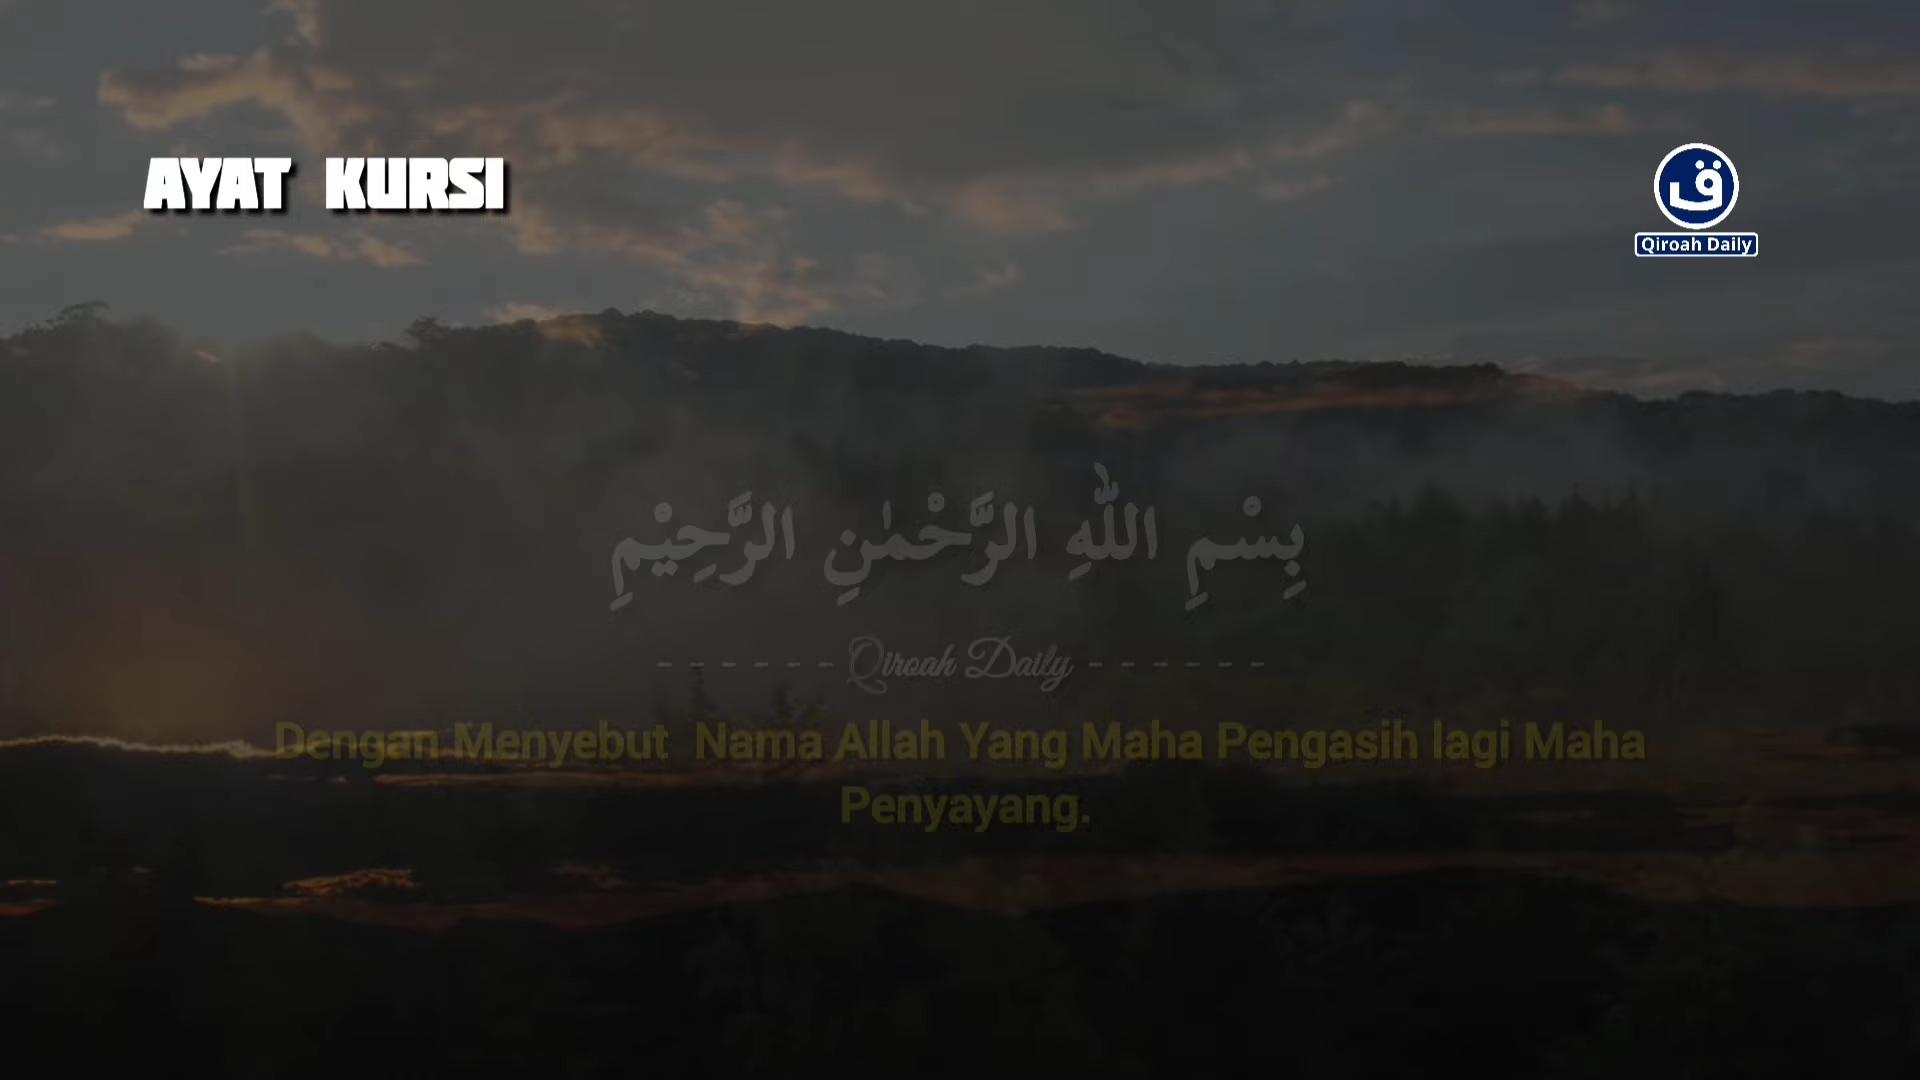 AYAT KURSI
ق
Qiroah Daily
بِسْمِ اللّٰهِ الرَّحْمٰنِ الرَّحِيْمِ
- - - - - - Qiroah Daily - - - - - -
Dengan Menyebut  Nama Allah Yang Maha Pengasih lagi Maha
Penyayang.